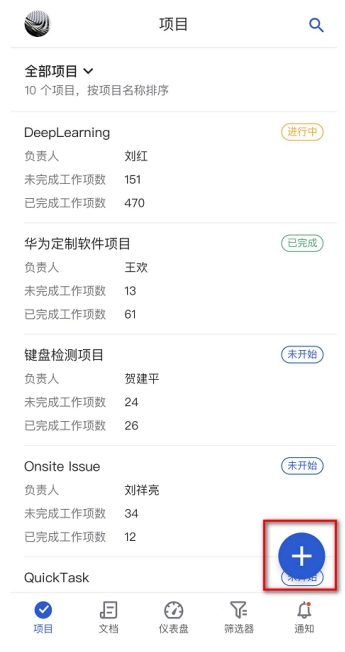 项目
全部项目
10 个项目，按项目名称排序
DeepLearning 进行中
负责人 刘红
未完成工作项数 151
已完成工作项数 470
华为定制软件项目 已完成
负责人 王欢
未完成工作项数 13
已完成工作项数 61
键盘检测项目 未开始
负责人 贺建平
未完成工作项数 24
已完成工作项数 26
Onsite Issue 未开始
负责人 刘祥亮
未完成工作项数 34
已完成工作项数 12
QuickTask 未开始
项目 文档 仪表盘 筛选器 通知